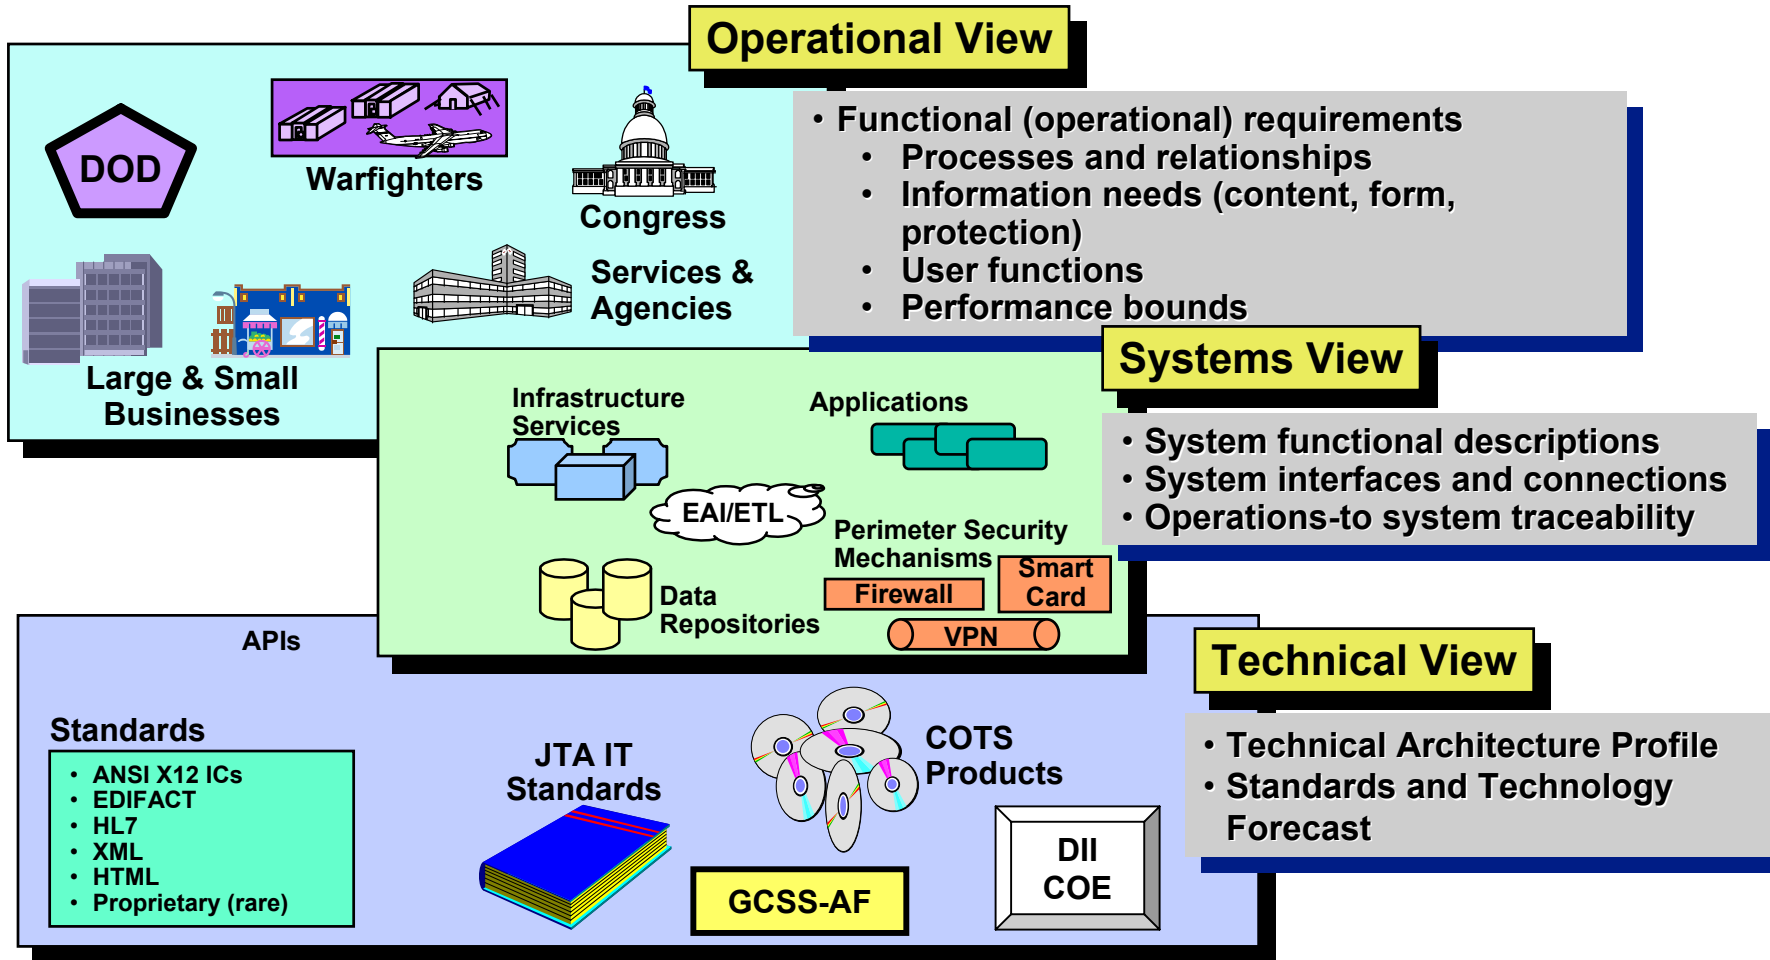 Operational View
DOD
Warfighters
Congress
Services &
Agencies
Large & Small
Businesses
• Functional (operational) requirements
• Processes and relationships
• Information needs (content, form,
protection)
• User functions
• Performance bounds
Systems View
Infrastructure
Services
Applications
EAI/ETL
Perimeter Security
Mechanisms
Firewall
Smart
Card
VPN
Data
Repositories
• System functional descriptions
• System interfaces and connections
• Operations-to system traceability
Technical View
APIs
Standards
• ANSI X12 ICs
• EDIFACT
• HL7
• XML
• HTML
• Proprietary (rare)
JTA IT
Standards
COTS
Products
GCSS-AF
DII
COE
• Technical Architecture Profile
• Standards and Technology
Forecast